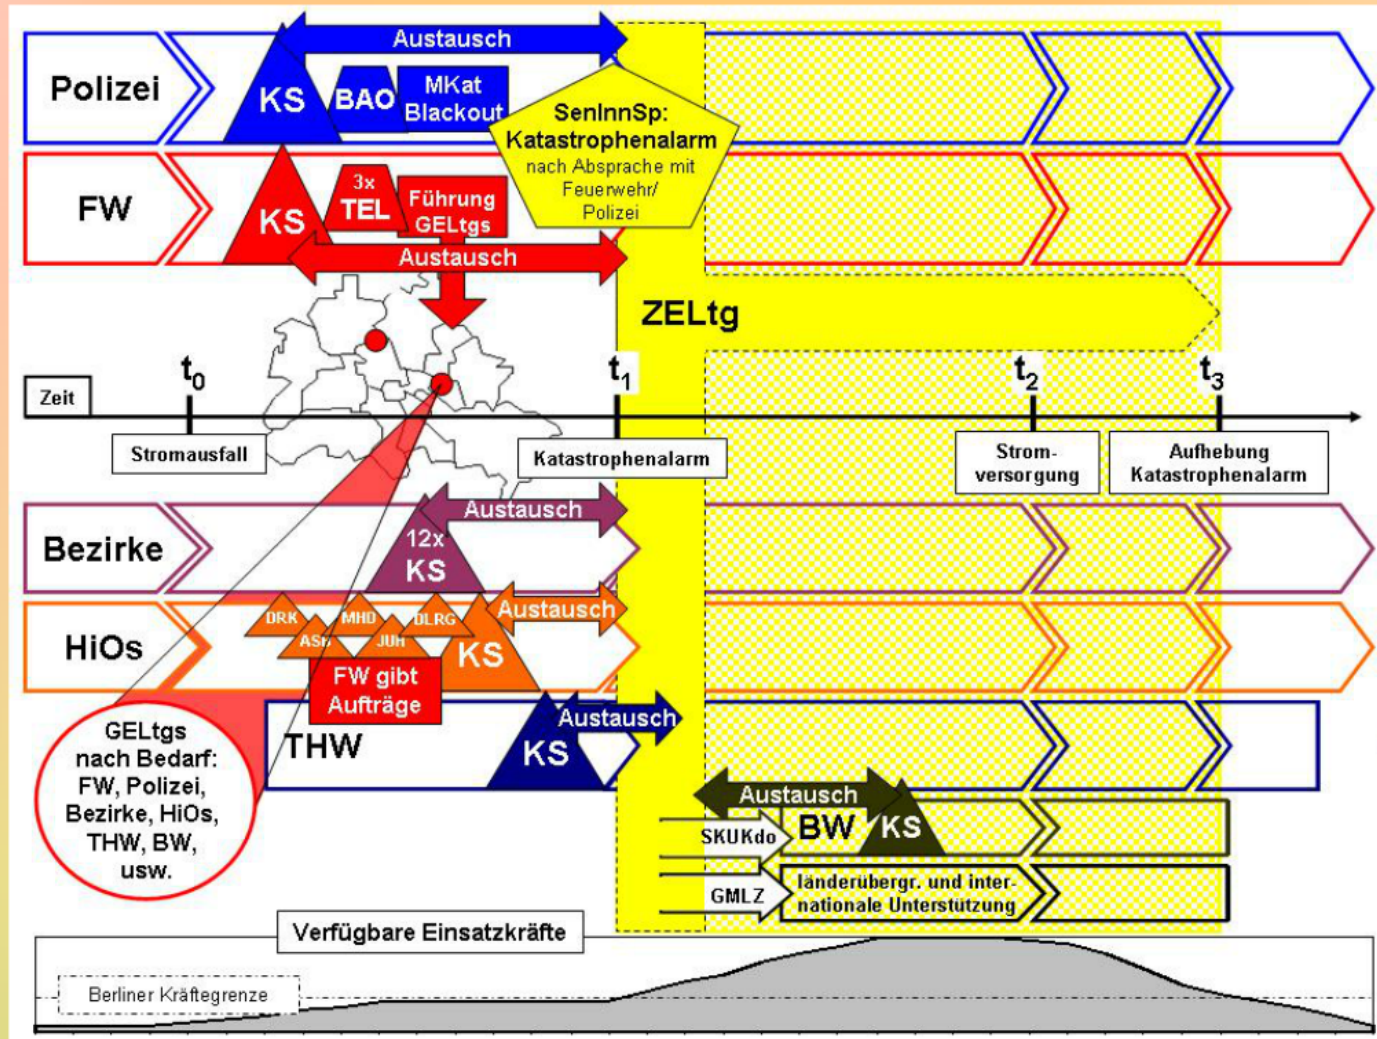 Polizei
KS
Austausch
BAO
MKat
Blackout
SenInnSp:
Katastrophenalarm
nach Absprache mit
Feuerwehr/
Polizei
FW
KS
3x
TEL
Führung
GELtgs
Austausch
ZELtg
Zeit
t0
t1
t2
t3
Stromausfall
Katastrophenalarm
Strom-
versorgung
Aufhebung
Katastrophenalarm
Bezirke
12x
KS
Austausch
HiOs
DRK
ASB
MHD
JUH
DLRG
KS
Austausch
FW gibt
Aufträge
THW
KS
Austausch
GELtgs
nach Bedarf:
FW, Polizei,
Bezirke, HiOs,
THW, BW,
usw.
Austausch
SKUKdo
BW
KS
GMLZ
länderübergr. und inter-
nationale Unterstützung
Verfügbare Einsatzkräfte
Berliner Kräftegrenze